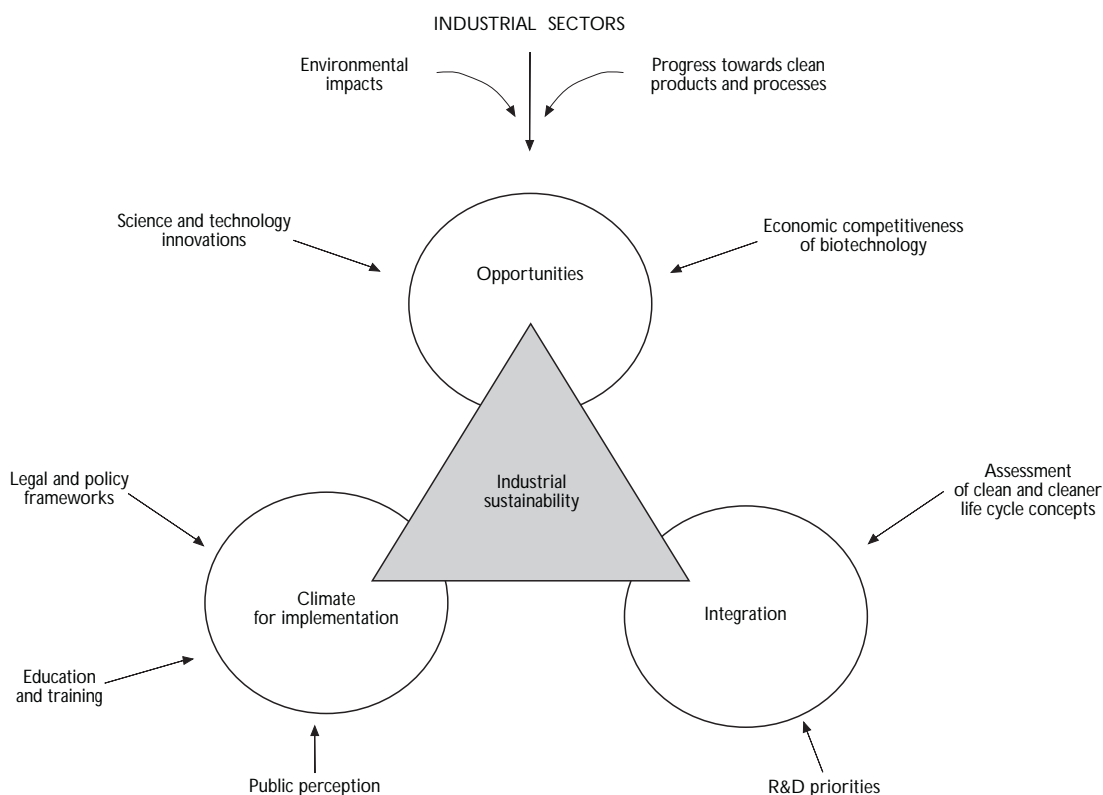 INDUSTRIAL SECTORS
Environmental
impacts
Progress towards clean
products and processes
Science and technology
innovations
Economic competitiveness
of biotechnology
Opportunities
Legal and policy
frameworks
Industrial
sustainability
Assessment
of clean and cleaner
life cycle concepts
Climate
for implementation
Integration
Education
and training
Public perception
R&D priorities